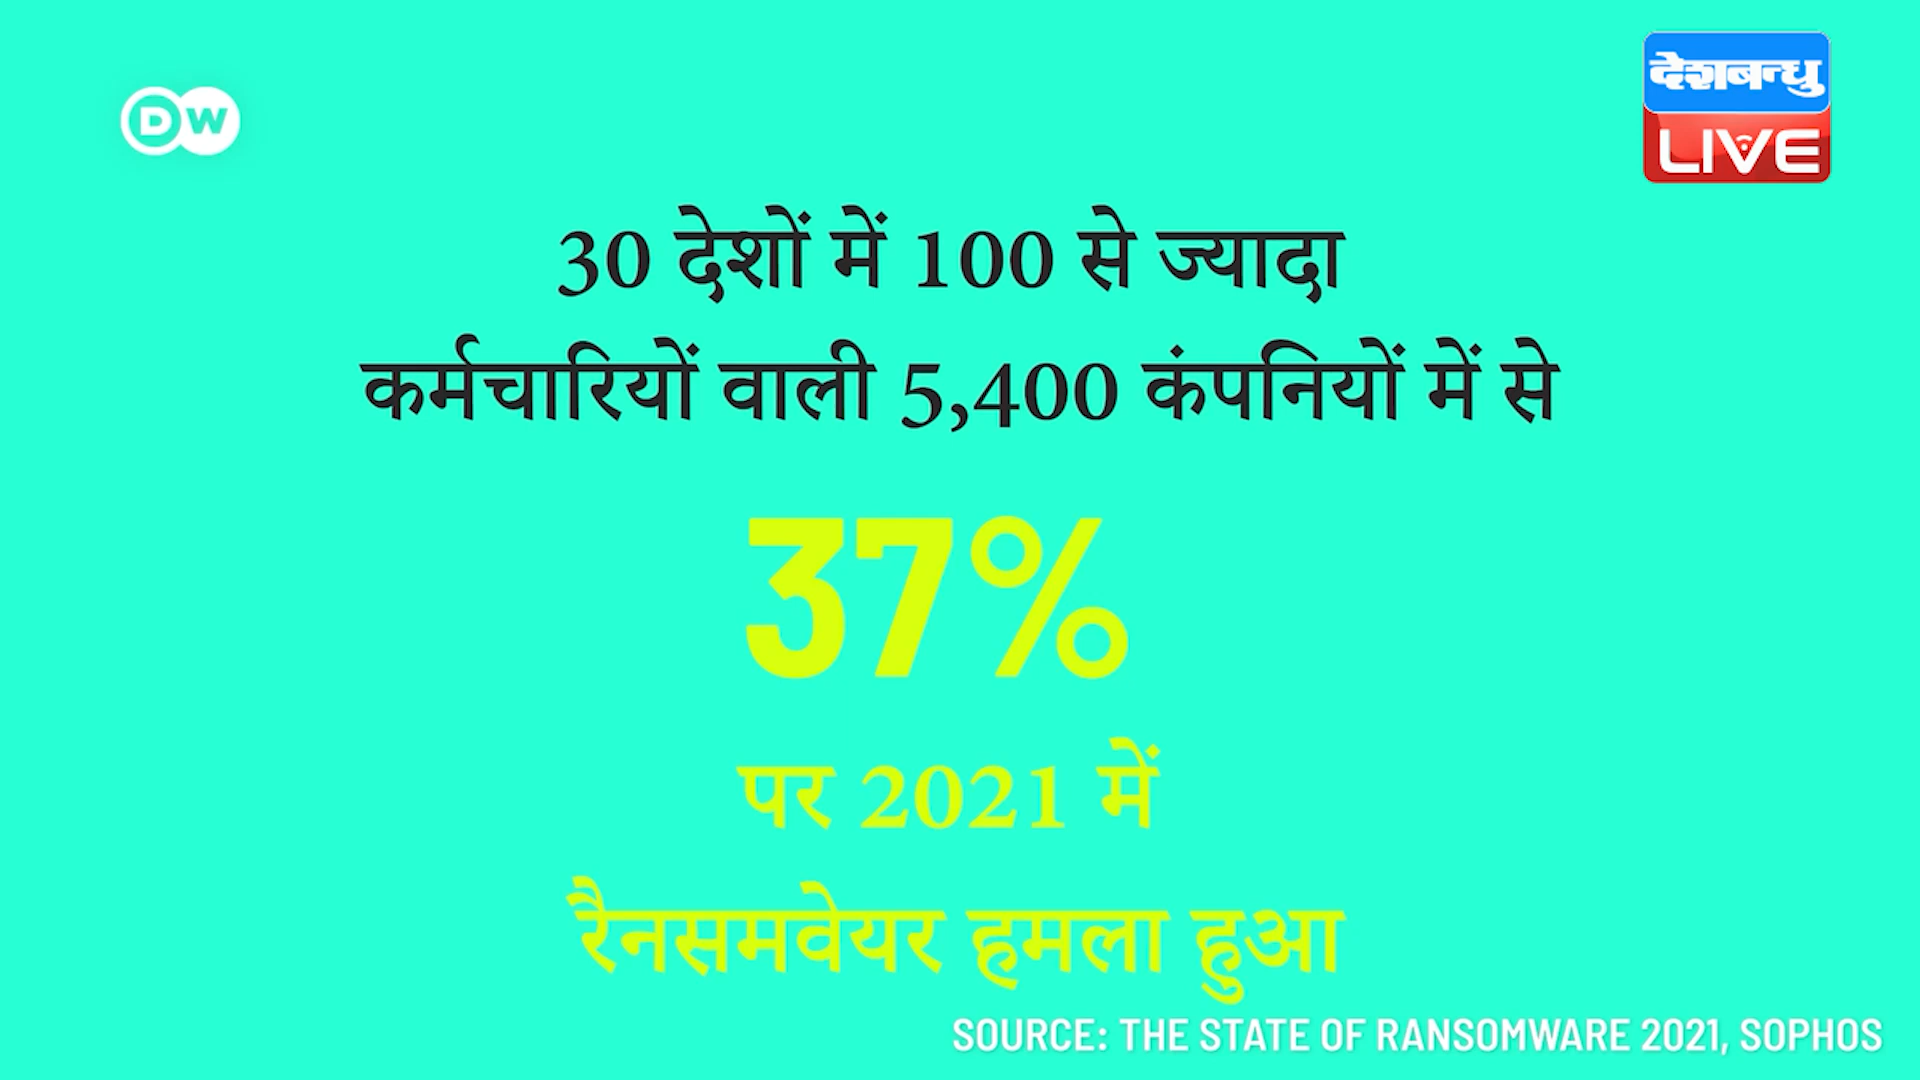 DW
देशबन्धु
LIVE
30 देशों में 100 से ज्यादा
कर्मचारियों वाली 5,400 कंपनियों में से
37%
पर 2021 में
रैनसमवेयर हमला हुआ
SOURCE: THE STATE OF RANSOMWARE 2021, SOPHOS